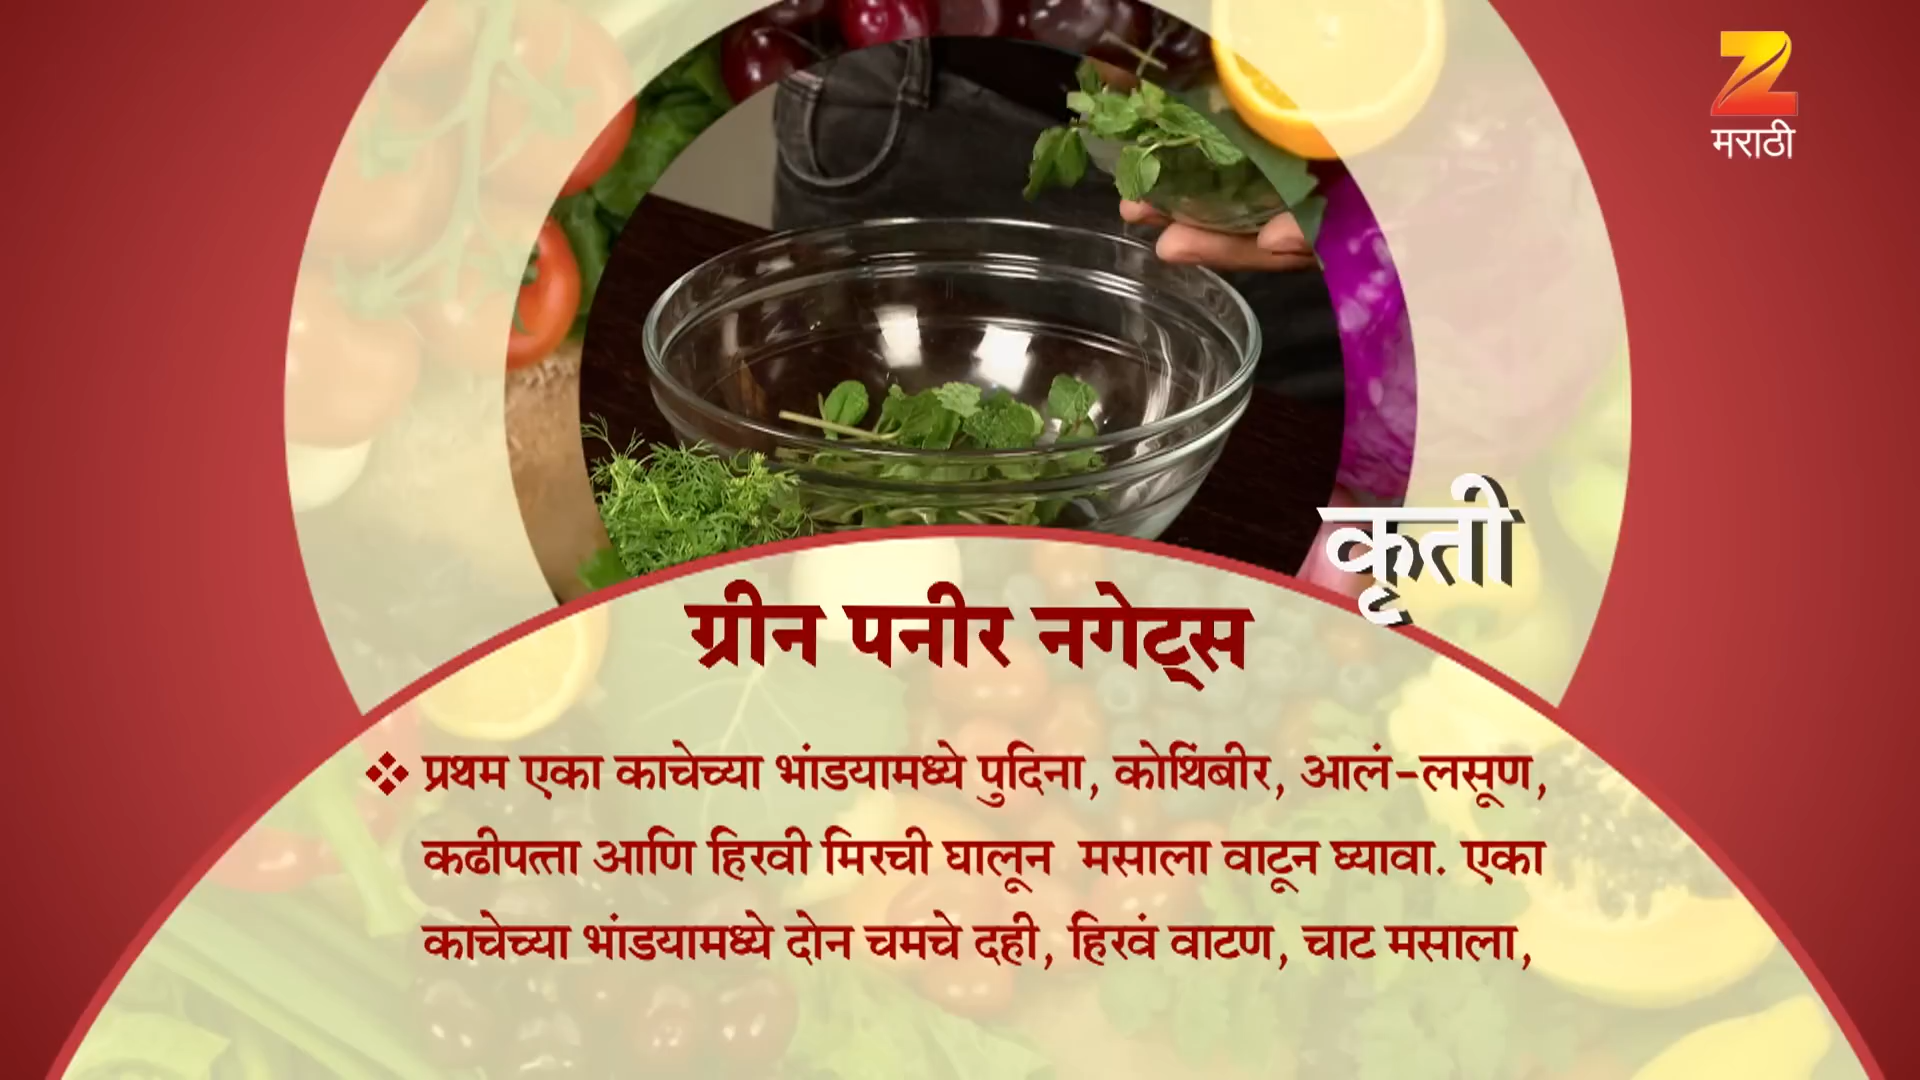 Z
मराठी
कृती
ग्रीन पनीर नगेट्स
❖ प्रथम एका काचेच्या भांडयामध्ये पुदिना, कोथिंबीर, आलं-लसूण,
कढीपत्ता आणि हिरवी मिरची घालून मसाला वाटून घ्यावा. एका
काचेच्या भांडयामध्ये दोन चमचे दही, हिरवं वाटण, चाट मसाला,